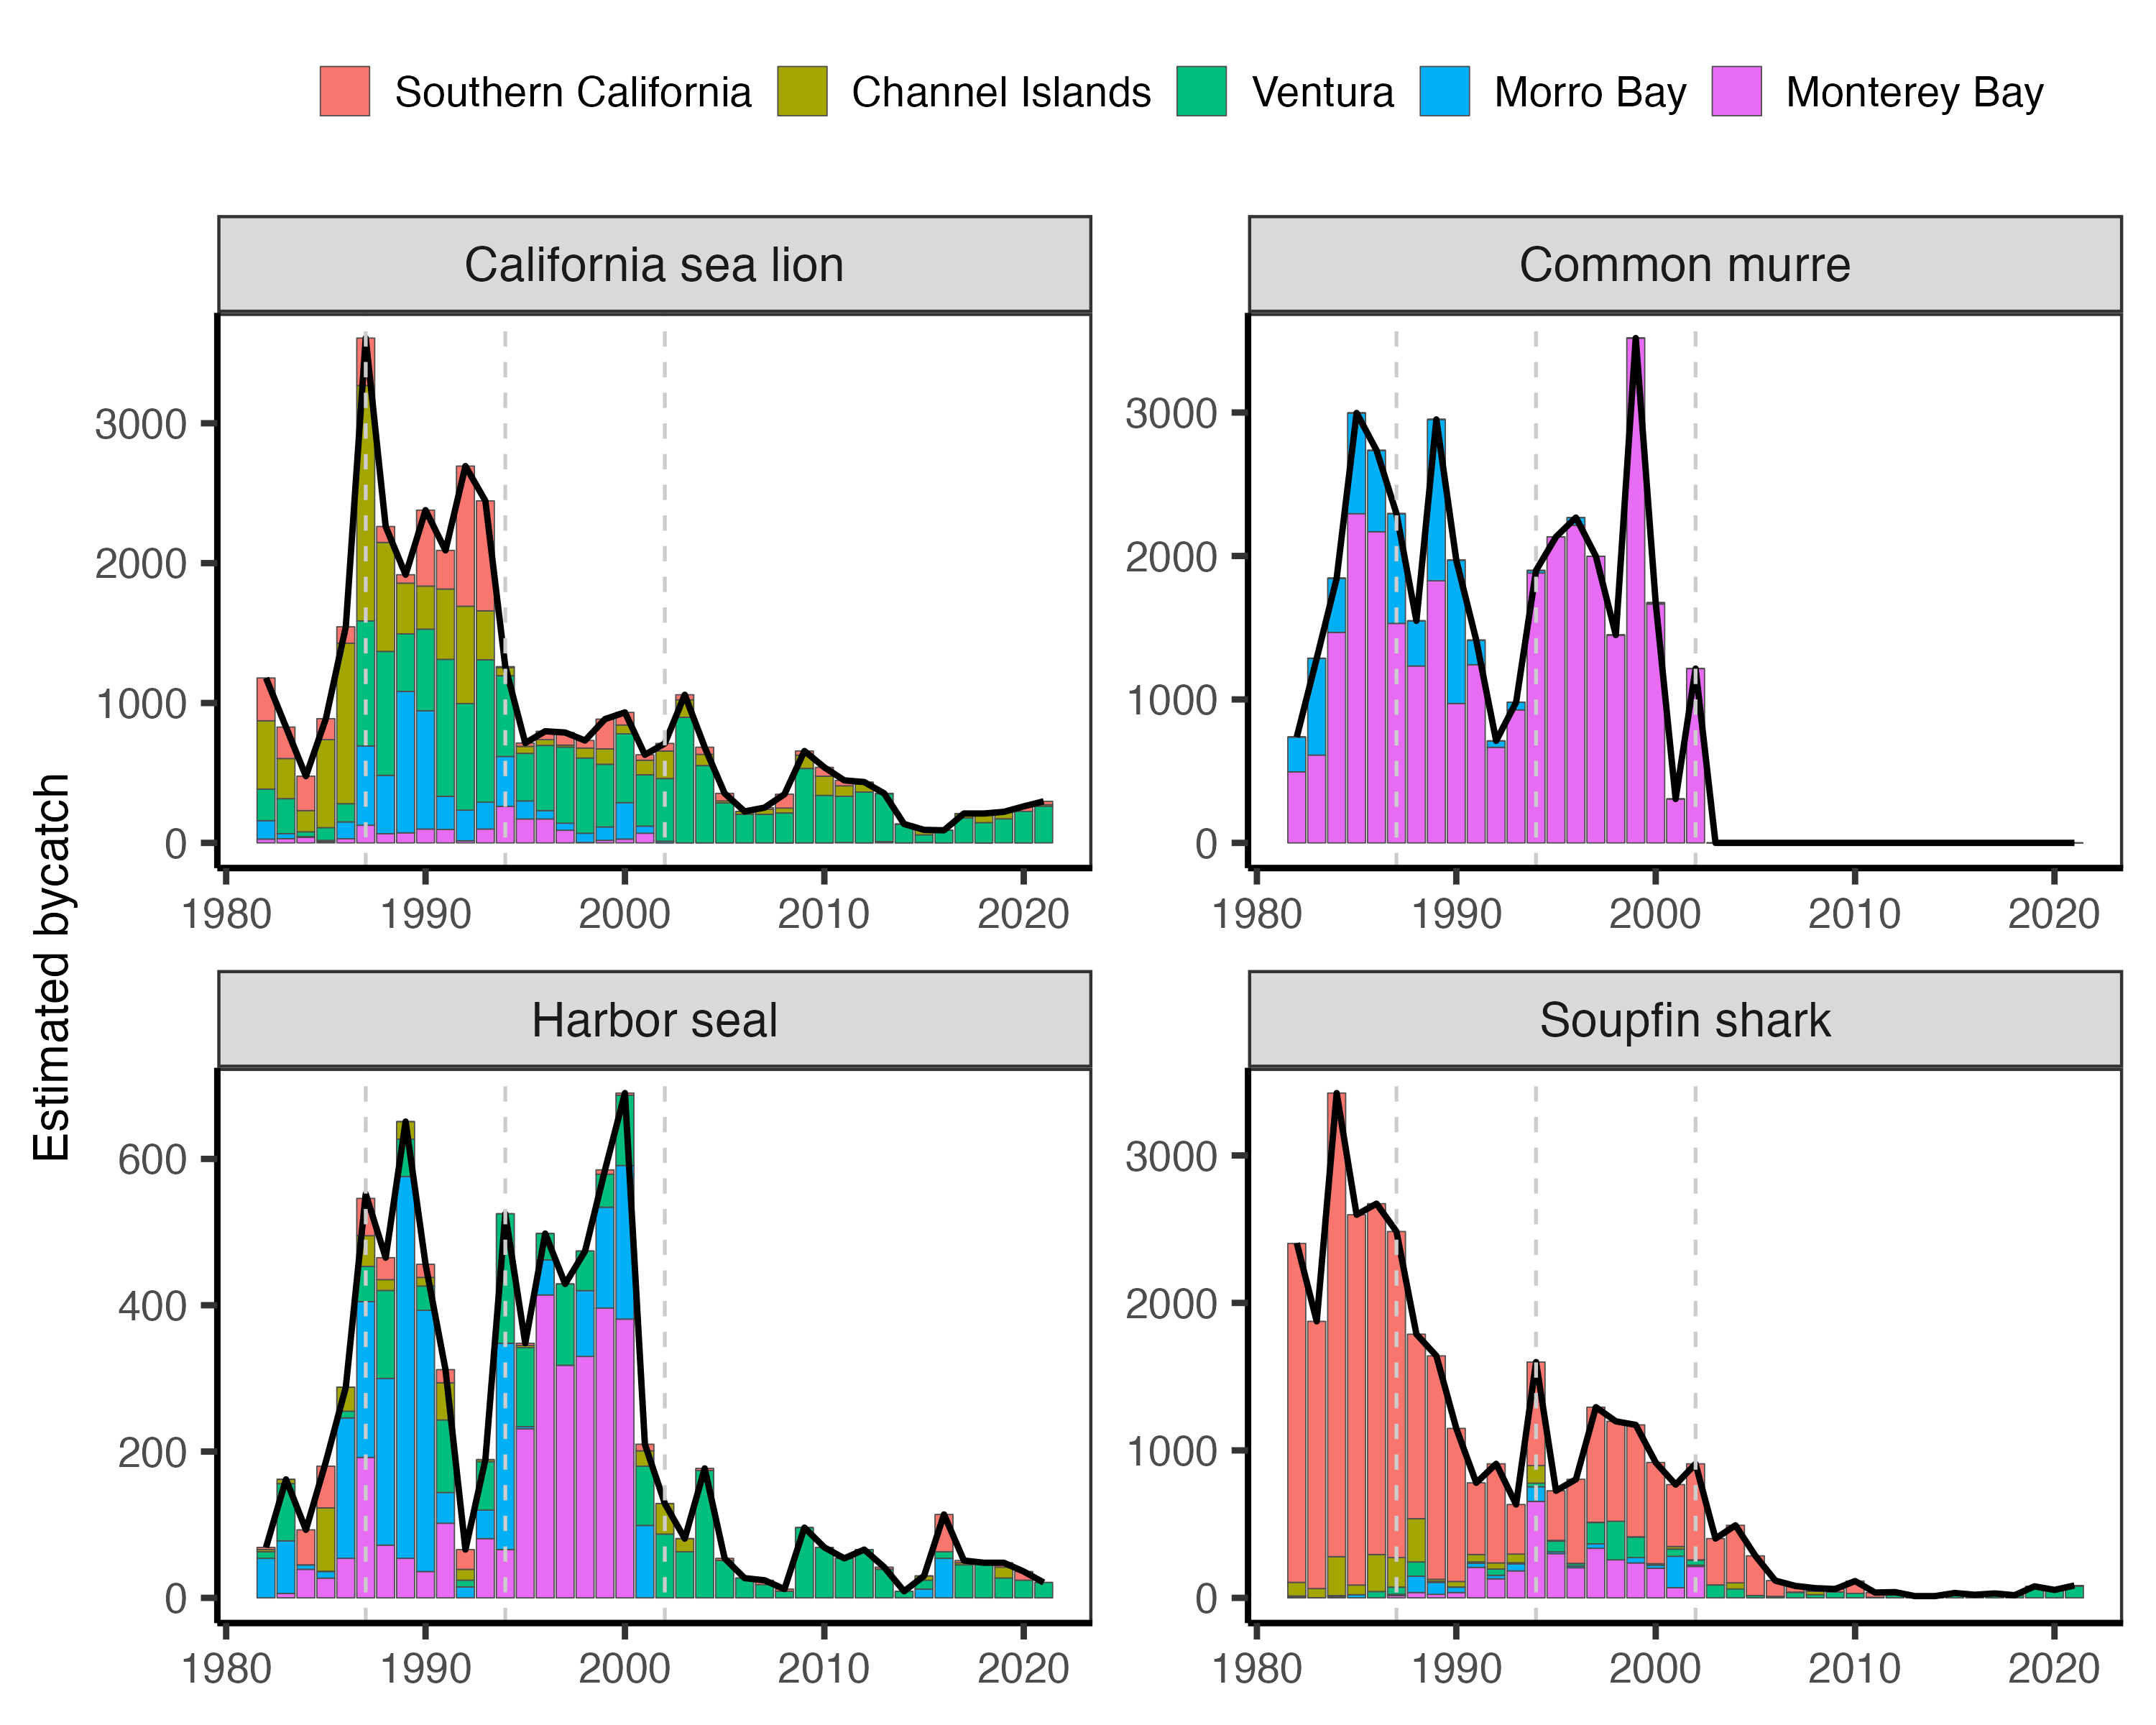 Southern California Channel Islands Ventura Morro Bay Monterey Bay
Estimated bycatch
California sea lion
3000
2000
1000
0
1980 1990 2000 2010 2020
Common murre
3000
2000
1000
0
1980 1990 2000 2010 2020
Harbor seal
600
400
200
0
1980 1990 2000 2010 2020
Soupfin shark
3000
2000
1000
0
1980 1990 2000 2010 2020